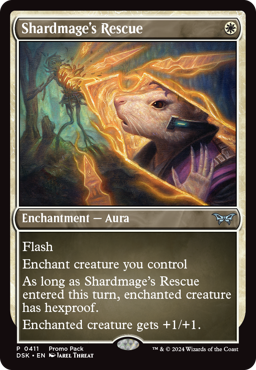 Shardmage's Rescue
Enchantment — Aura
Flash
Enchant creature you control
As long as Shardmage's Rescue
entered this turn, enchanted creature
has hexproof.
Enchanted creature gets +1/+1.
P 0411 Promo Pack
DSK • EN JAREL THREAT
™ & © 2024 Wizards of the Coast